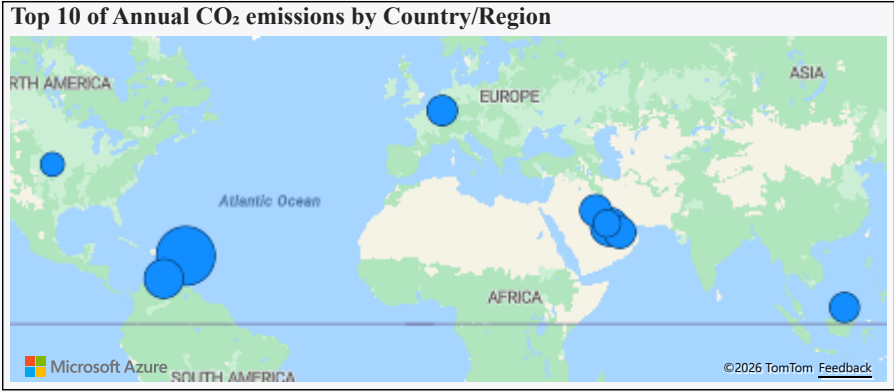 Top 10 of Annual CO₂ emissions by Country/Region
RTH AMERICA
ASIA
EUROPE
Atlantic Ocean
AFRICA
Microsoft Azure
SOUTH AMERICA
©2026 TomTom Feedback